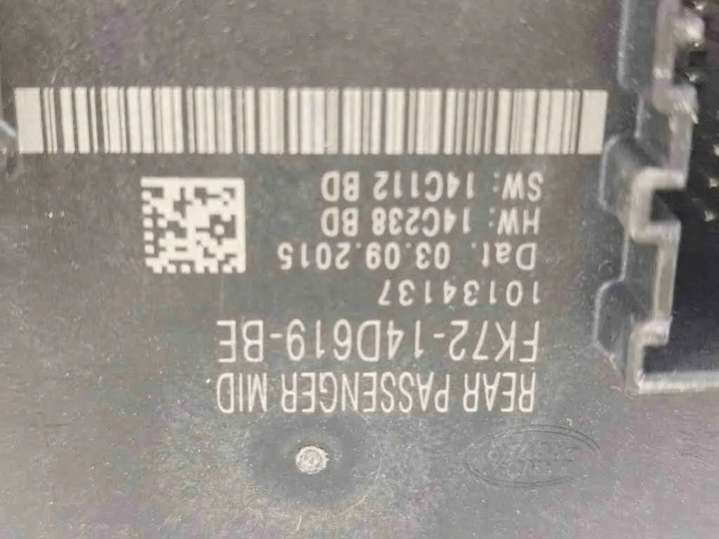 REAR PASSENGER MID
FK72-14D619-BE
10134137
Dat. 03.09.2015
HW: 14C238 BD
SW: 14C112 BD